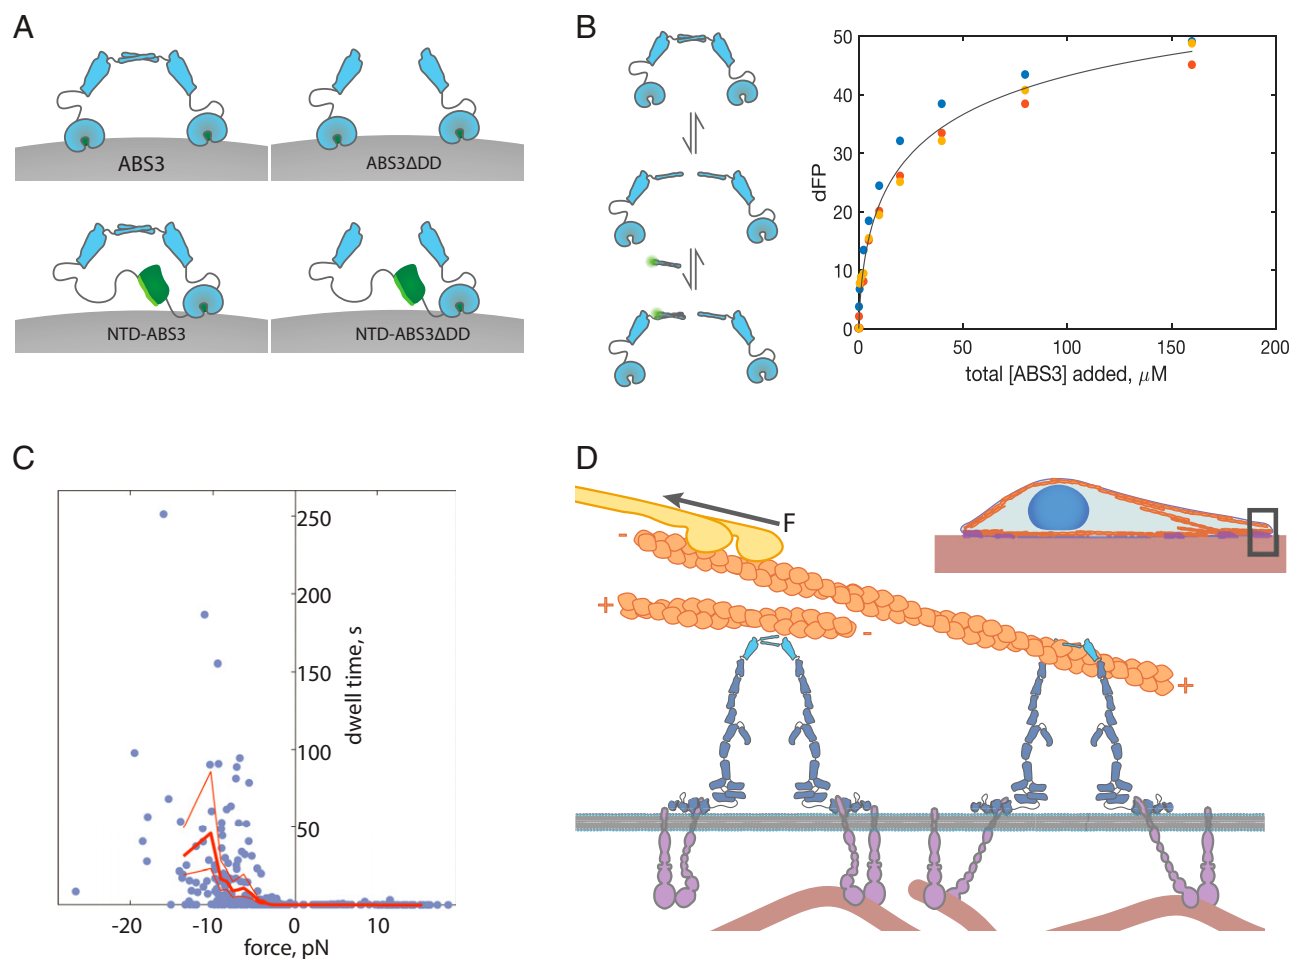 A
ABS3
ABS3ΔDD
NTD-ABS3
NTD-ABS3ΔDD
B
50
40
30
20
10
0
dFP
0
50
100
150
200
total [ABS3] added, μM
C
250
200
150
100
50
dwell time, s
-20
-10
0
10
force, pN
D
F
-
+
-
+